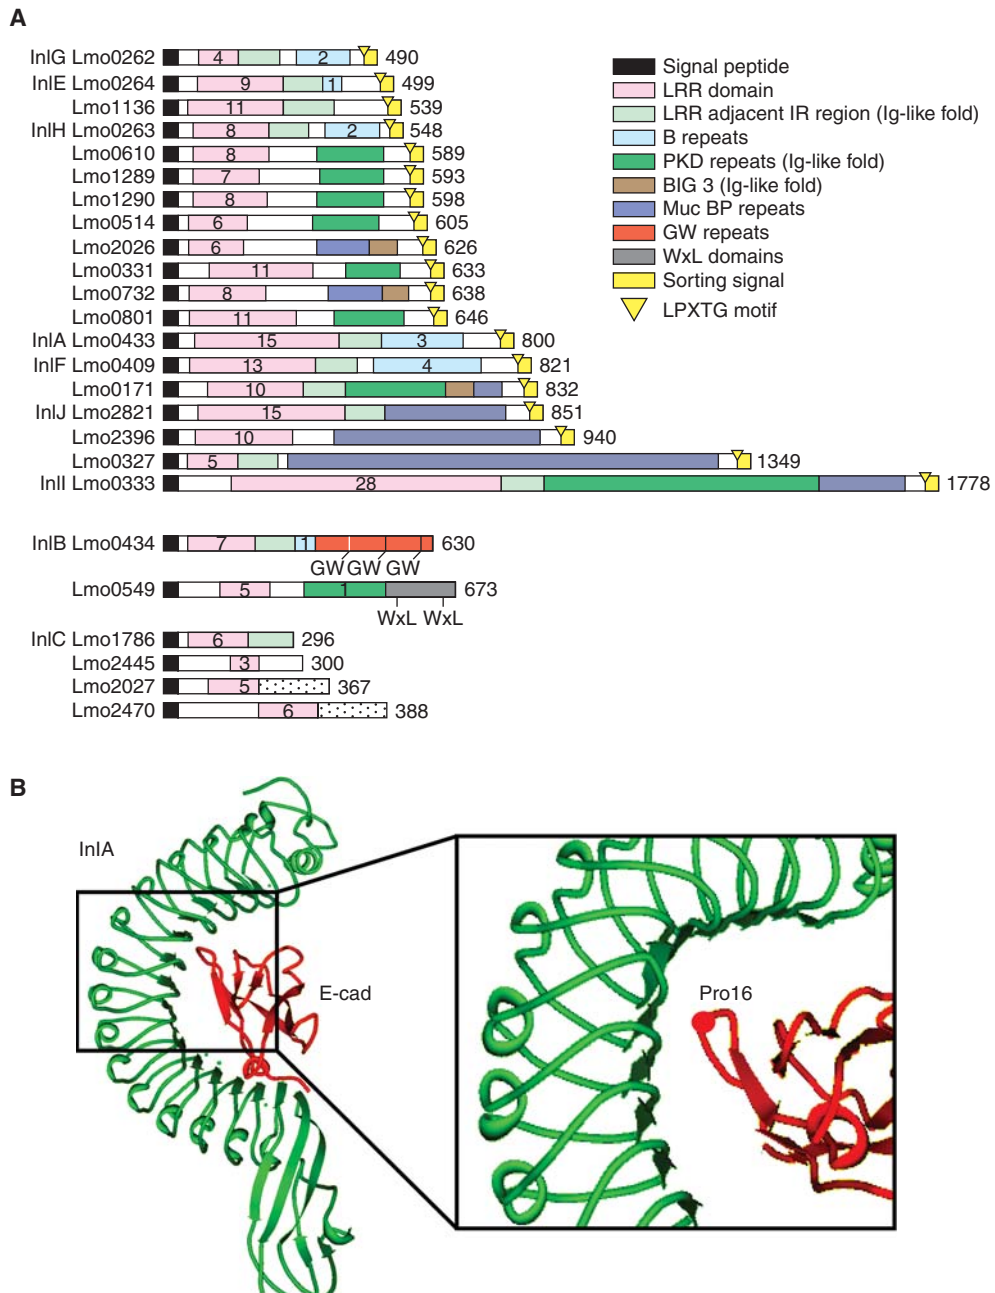 A
InlG Lmo0262 4 2 490
InlE Lmo0264 9 1 499
Lmo1136 11 539
InlH Lmo0263 8 2 548
Lmo0610 8 589
Lmo1289 7 593
Lmo1290 8 598
Lmo0514 6 605
Lmo2026 6 626
Lmo0331 11 633
Lmo0732 8 638
Lmo0801 11 646
InlA Lmo0433 15 3 800
InlF Lmo0409 13 4 821
Lmo0171 10 832
InlJ Lmo2821 15 851
Lmo2396 10 940
Lmo0327 5 1349
InlI Lmo0333 28 1778
Signal peptide
LRR domain
LRR adjacent IR region (Ig-like fold)
B repeats
PKD repeats (Ig-like fold)
BIG 3 (Ig-like fold)
Muc BP repeats
GW repeats
WxL domains
Sorting signal
LPXTG motif
InlB Lmo0434 7 1 630
GW GW GW
Lmo0549 5 1 673
WxL WxL
InlC Lmo1786 6 296
Lmo2445 3 300
Lmo2027 5 367
Lmo2470 6 388
B
InlA
E-cad
Pro16